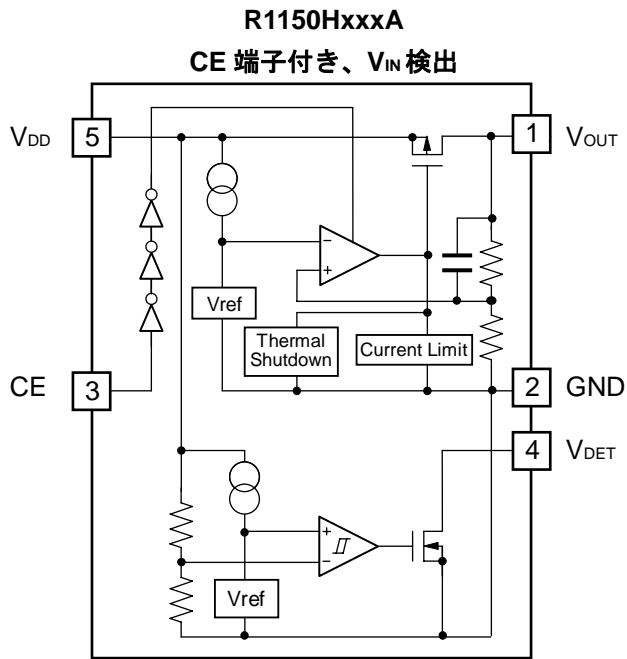 R1150HxxxA
CE 端子付き、VIN 検出
VDD 5
1 VOUT
− +
Vref
Thermal
Shutdown
Current Limit
CE 3
2 GND
4 VDET
+ −
Vref